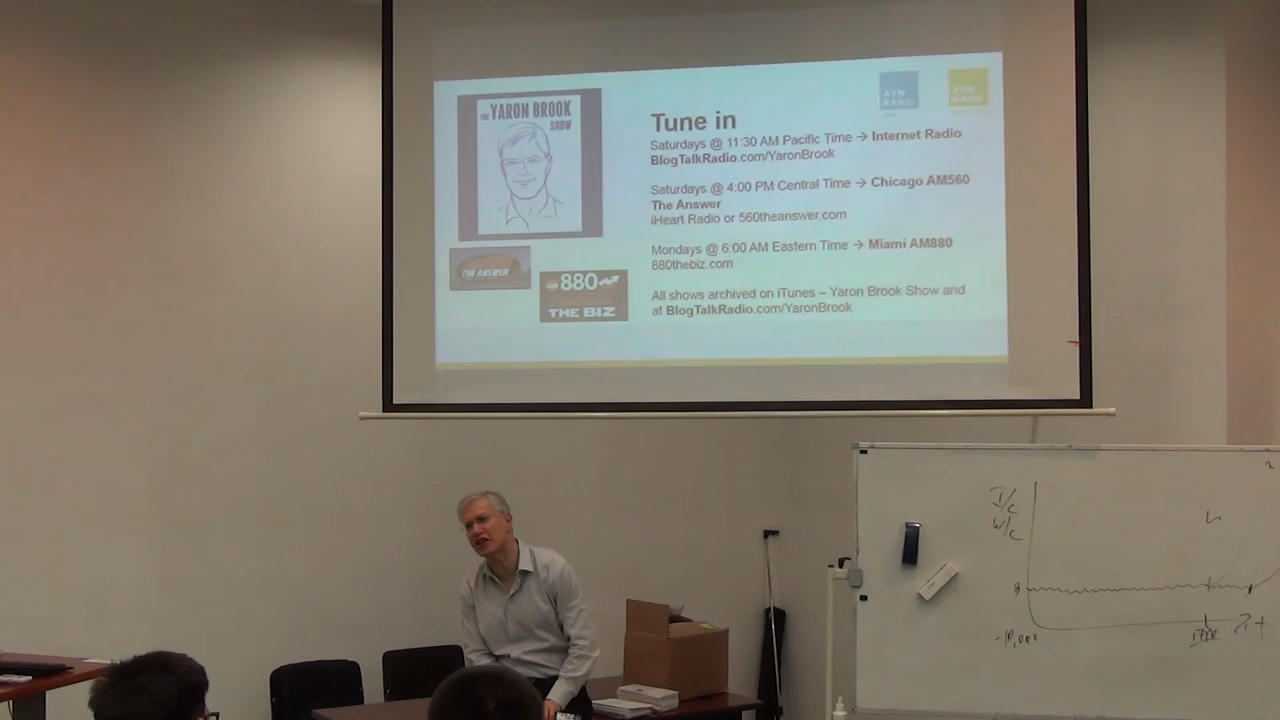 THE YARON BROOK
SHOW
AYN
RAND
AYN
RAND
Tune in
Saturdays @ 11:30 AM Pacific Time → Internet Radio
BlogTalkRadio.com/YaronBrook
Saturdays @ 4:00 PM Central Time → Chicago AM560
The Answer
iHeart Radio or 560theanswer.com
Mondays @ 6:00 AM Eastern Time → Miami AM880
880thebiz.com
All shows archived on iTunes – Yaron Brook Show and
at BlogTalkRadio.com/YaronBrook
THE ANSWER
880
THE BIZ
I/c
W/c